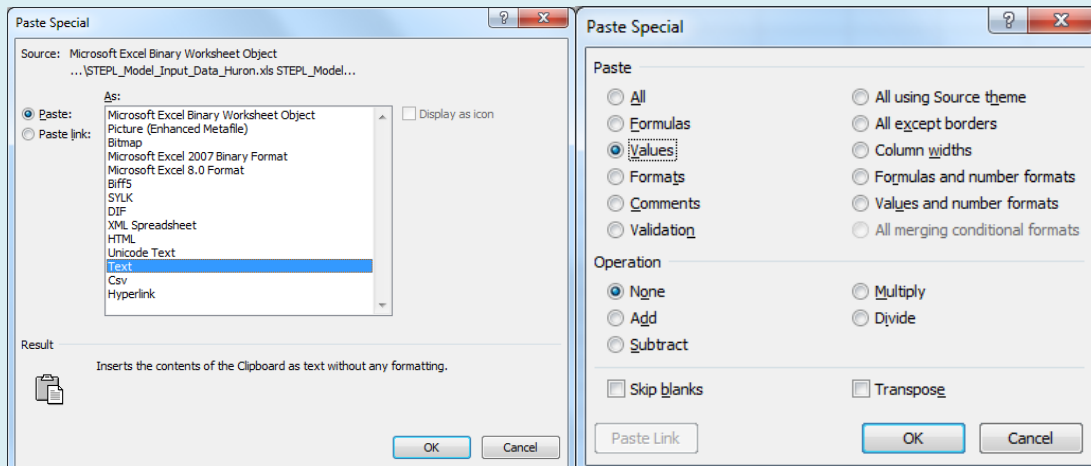 Paste Special
Source: Microsoft Excel Binary Worksheet Object
...\STEPL_Model_Input_Data_Huron.xls STEPL_Model...
As:
Paste:
Paste link:
Microsoft Excel Binary Worksheet Object
Picture (Enhanced Metafile)
Bitmap
Microsoft Excel 2007 Binary Format
Microsoft Excel 8.0 Format
Biff5
SYLK
DIF
XML Spreadsheet
HTML
Unicode Text
Text
Csv
Hyperlink
Display as icon
Result
Inserts the contents of the Clipboard as text without any formatting.
OK Cancel
Paste Special
Paste
All
Formulas
Values
Formats
Comments
Validation
All using Source theme
All except borders
Column widths
Formulas and number formats
Values and number formats
All merging conditional formats
Operation
None
Add
Subtract
Multiply
Divide
Skip blanks
Transpose
Paste Link
OK
Cancel